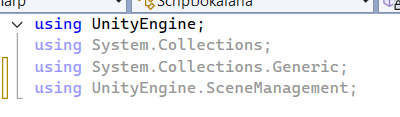 using UnityEngine;
using System.Collections;
using System.Collections.Generic;
using UnityEngine.SceneManagement;